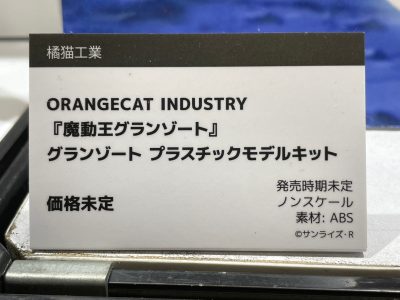 橘猫工業
ORANGECAT INDUSTRY
『魔動王グランゾート』
グランゾート プラスチックモデルキット
価格未定
発売時期未定
ノンスケール
素材: ABS
©サンライズ・R